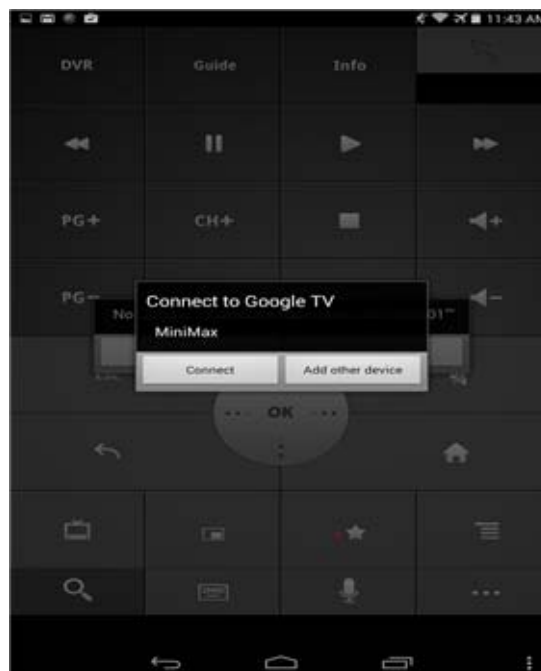 11:43 AM
DVR Guide Info
PG+ CH+
PG-
No
Connect to Google TV
MiniMax
Connect Add other device
OK